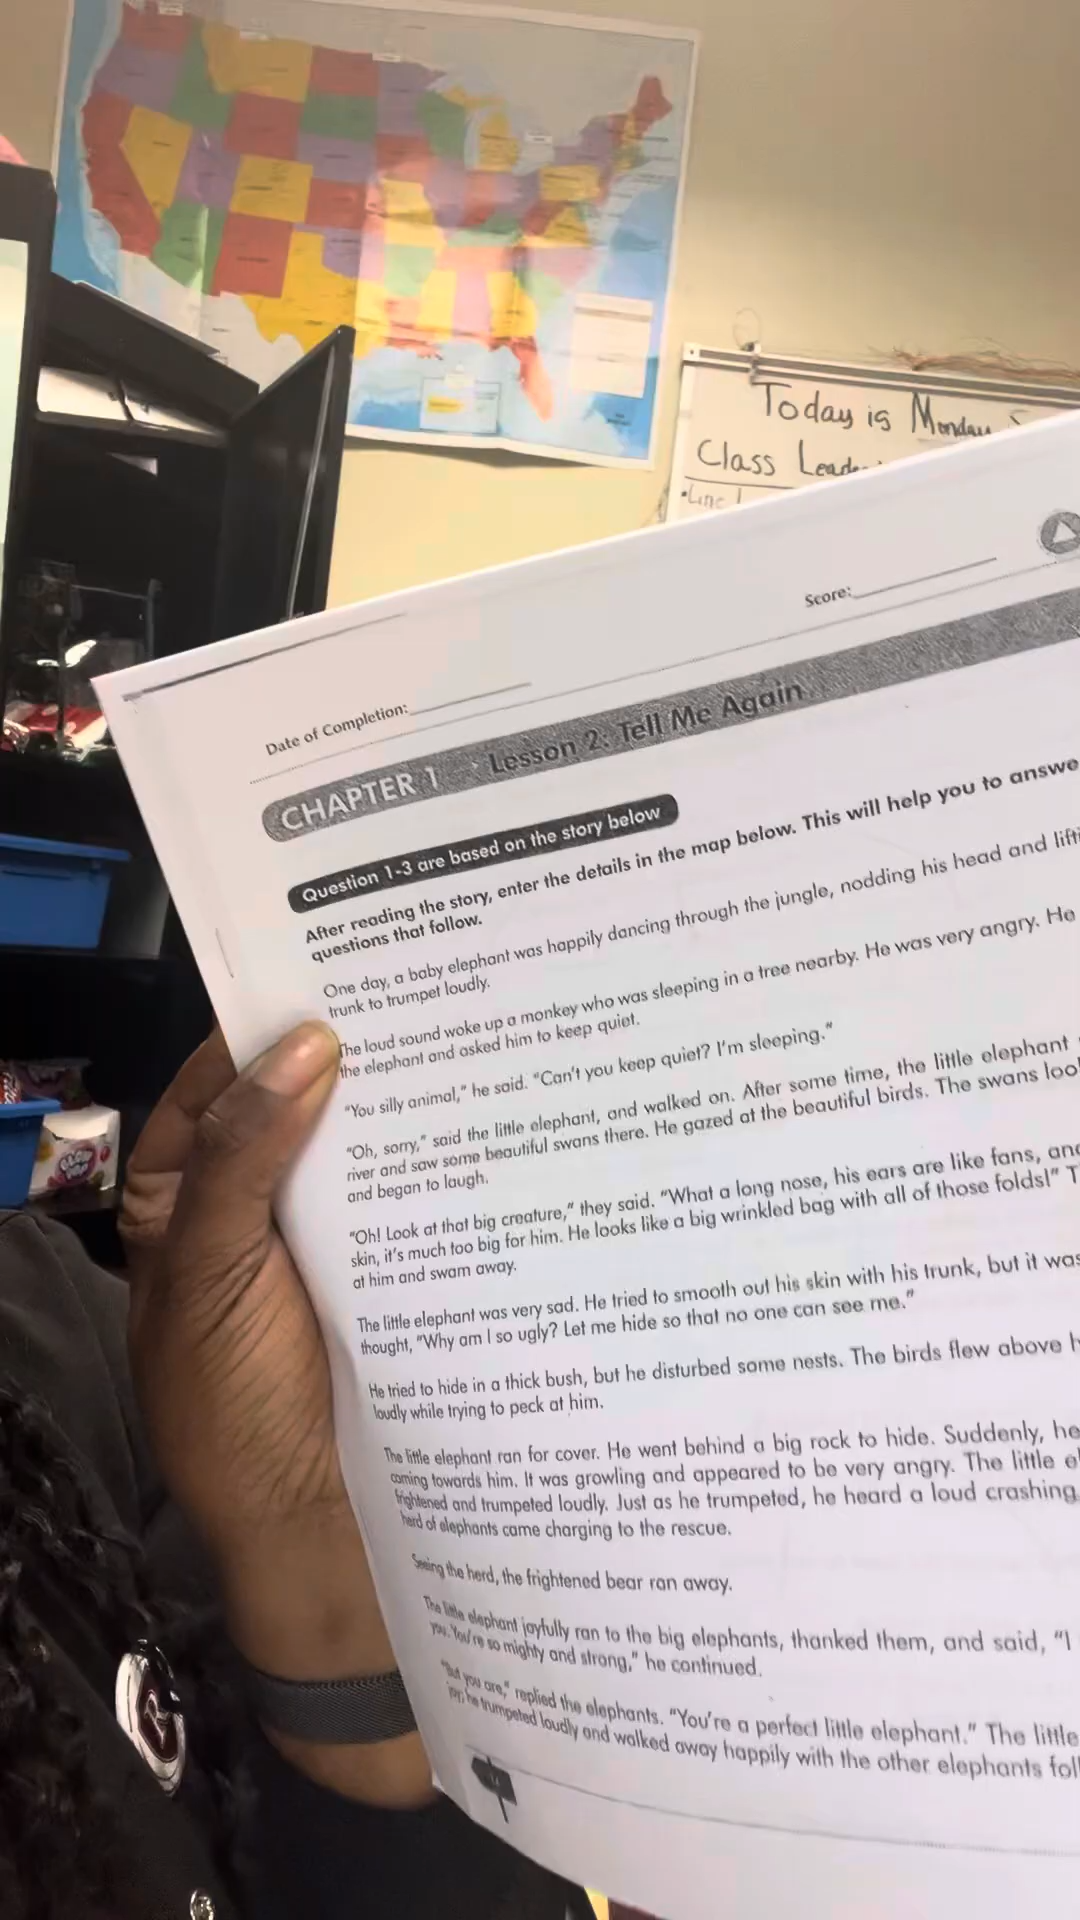 Today is Monday
Class
Score:
Date of Completion:
CHAPTER 1 Lesson 2: Tell Me Again
Question 1-3 are based on the story below
After reading the story, enter the details in the map below. This will help you to
questions that follow.
One day, a baby elephant was happily dancing through the jungle, nodding his head and
trunk to trumpet loudly.
The loud sound woke up a monkey who was sleeping in a tree nearby. He was very angry. He
the elephant and asked him to keep quiet.
"You silly animal," he said. "Can't you keep quiet? I'm sleeping."
"Oh, sorry," said the little elephant, and walked on. After some time, the little elephant
river and saw some beautiful swans there. He gazed at the beautiful birds. The swans
and began to laugh.
"Oh! Look at that big creature," they said. "What a long nose, his ears are like fans, and
skin, it's much too big for him. He looks like a big wrinkled bag with all of those folds!"
at him and swam away.
The little elephant was very sad. He tried to smooth out his skin with his trunk, but it was
thought, "Why am I so ugly? Let me hide so that no one can see me."
He tried to hide in a thick bush, but he disturbed some nests. The birds flew above
loudly while trying to peck at him.
The little elephant ran for cover. He went behind a big rock to hide. Suddenly, he
coming towards him. It was growling and appeared to be very angry. The little
frightened and trumpeted loudly. Just as he trumpeted, he heard a loud crashing
herd of elephants came charging to the rescue.
Seeing the herd, the frightened bear ran away.
The little elephant joyfully ran to the big elephants, thanked them, and said, "I
you. You're so mighty and strong," he continued.
"But you are," replied the elephants. "You're a perfect little elephant." The little
joy; he trumpeted loudly and walked away happily with the other elephants